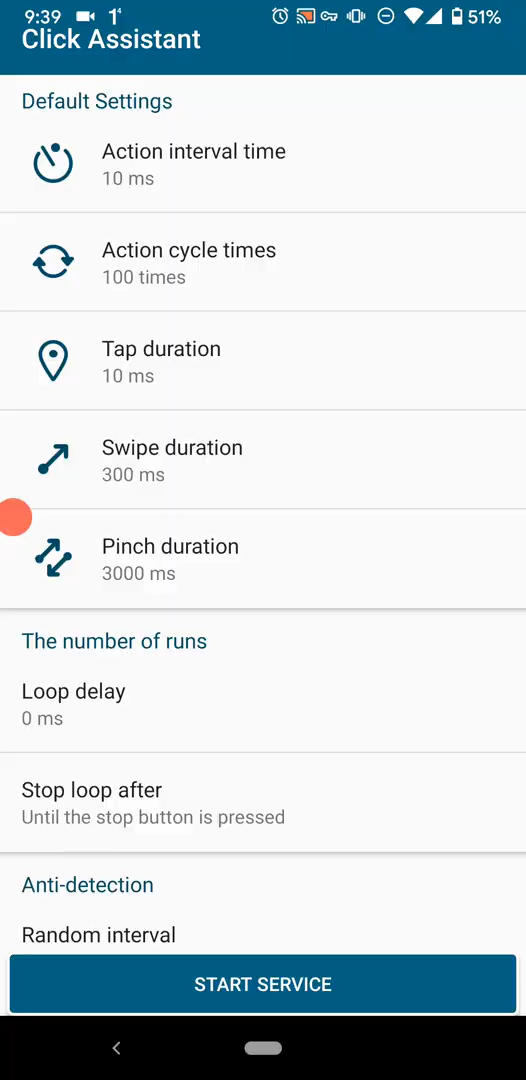 9:39 1° 51%
Click Assistant
Default Settings
Action interval time
10 ms
Action cycle times
100 times
Tap duration
10 ms
Swipe duration
300 ms
Pinch duration
3000 ms
The number of runs
Loop delay
0 ms
Stop loop after
Until the stop button is pressed
Anti-detection
Random interval
START SERVICE